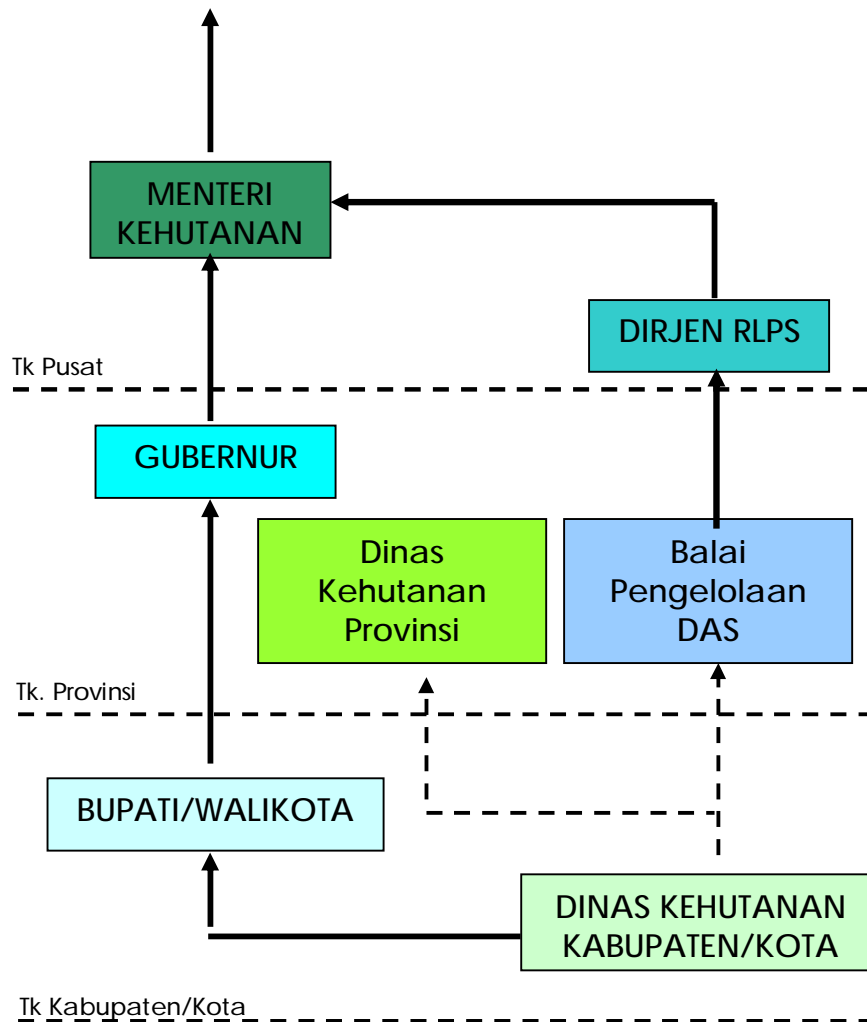 MENTERI
KEHUTANAN
DIRJEN RLPS
Tk Pusat
GUBERNUR
Dinas
Kehutanan
Provinsi
Balai
Pengelolaan
DAS
Tk. Provinsi
BUPATI/WALIKOTA
DINAS KEHUTANAN
KABUPATEN/KOTA
Tk Kabupaten/Kota